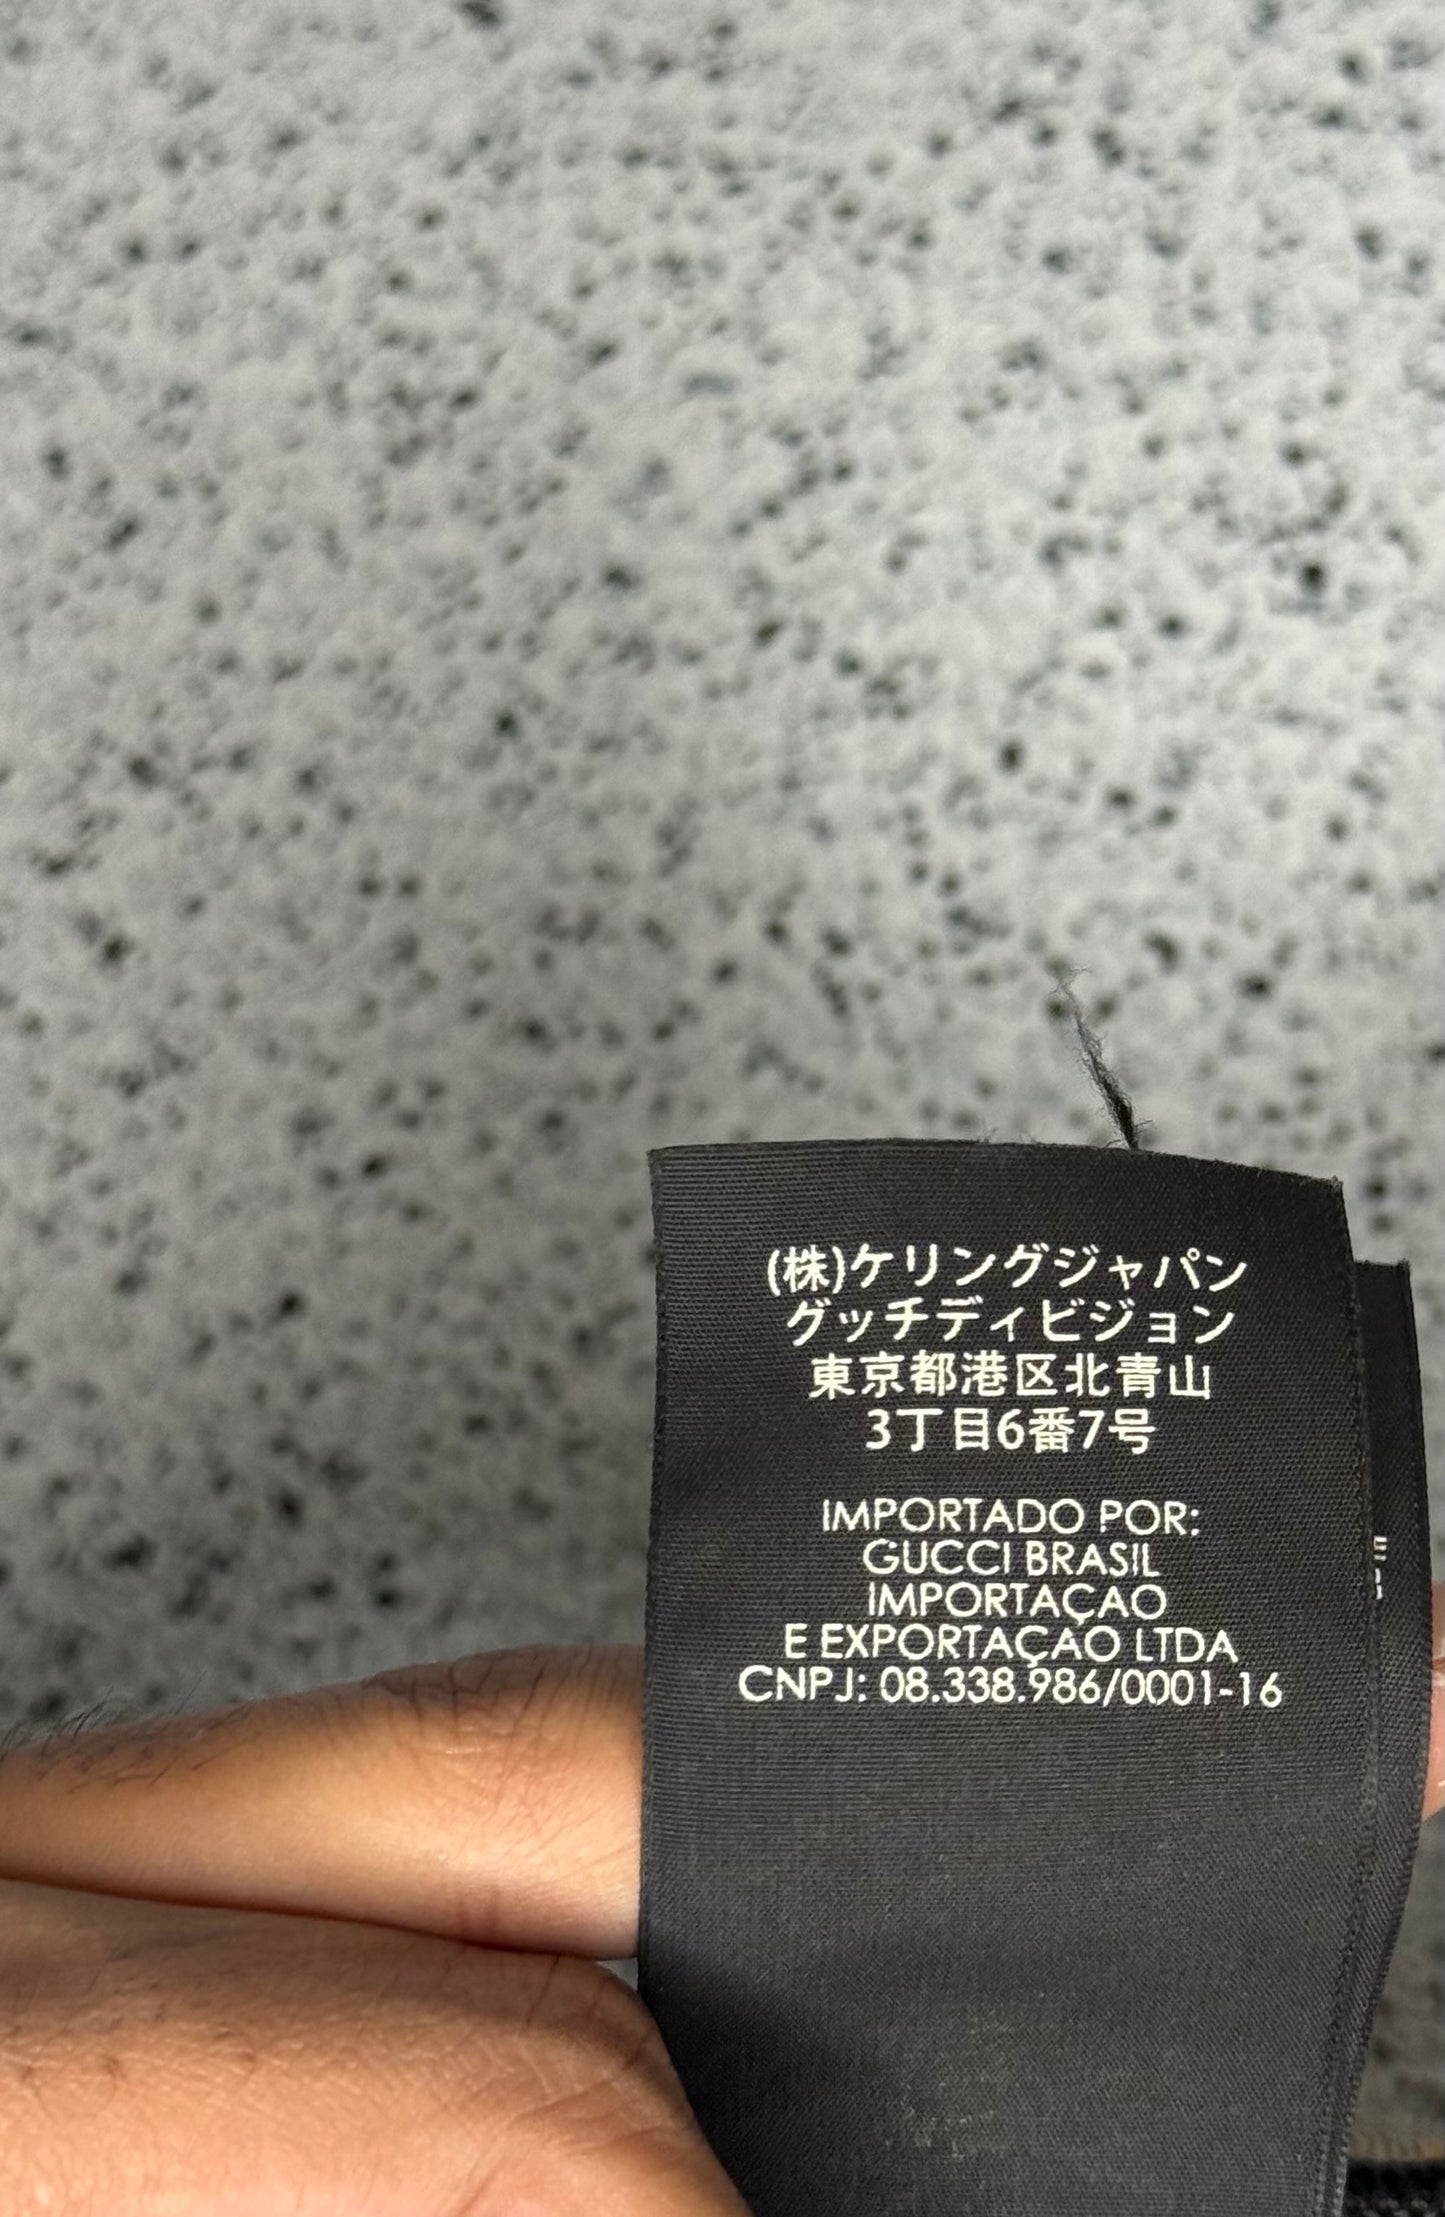 (株)ケリングジャパン
グッチディビジョン
東京都港区北青山
3丁目6番7号
IMPORTADO POR:
GUCCI BRASIL
IMPORTAÇAO
E EXPORTAÇAO LTDA
CNPJ: 08.338.986/0001-16